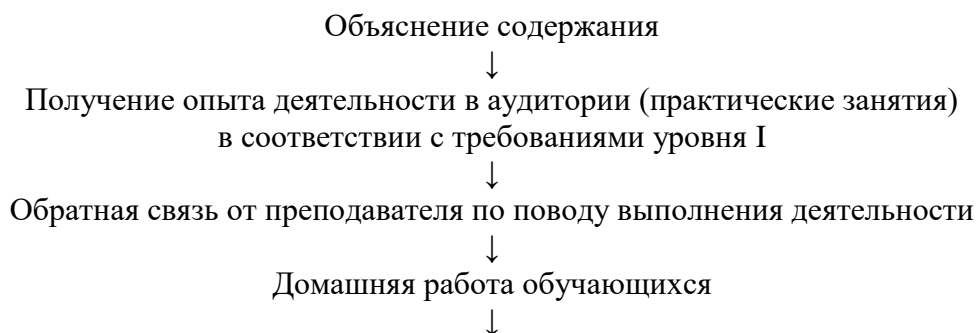 Объяснение содержания
↓
Получение опыта деятельности в аудитории (практические занятия)
в соответствии с требованиями уровня I
↓
Обратная связь от преподавателя по поводу выполнения деятельности
↓
Домашняя работа обучающихся
↓